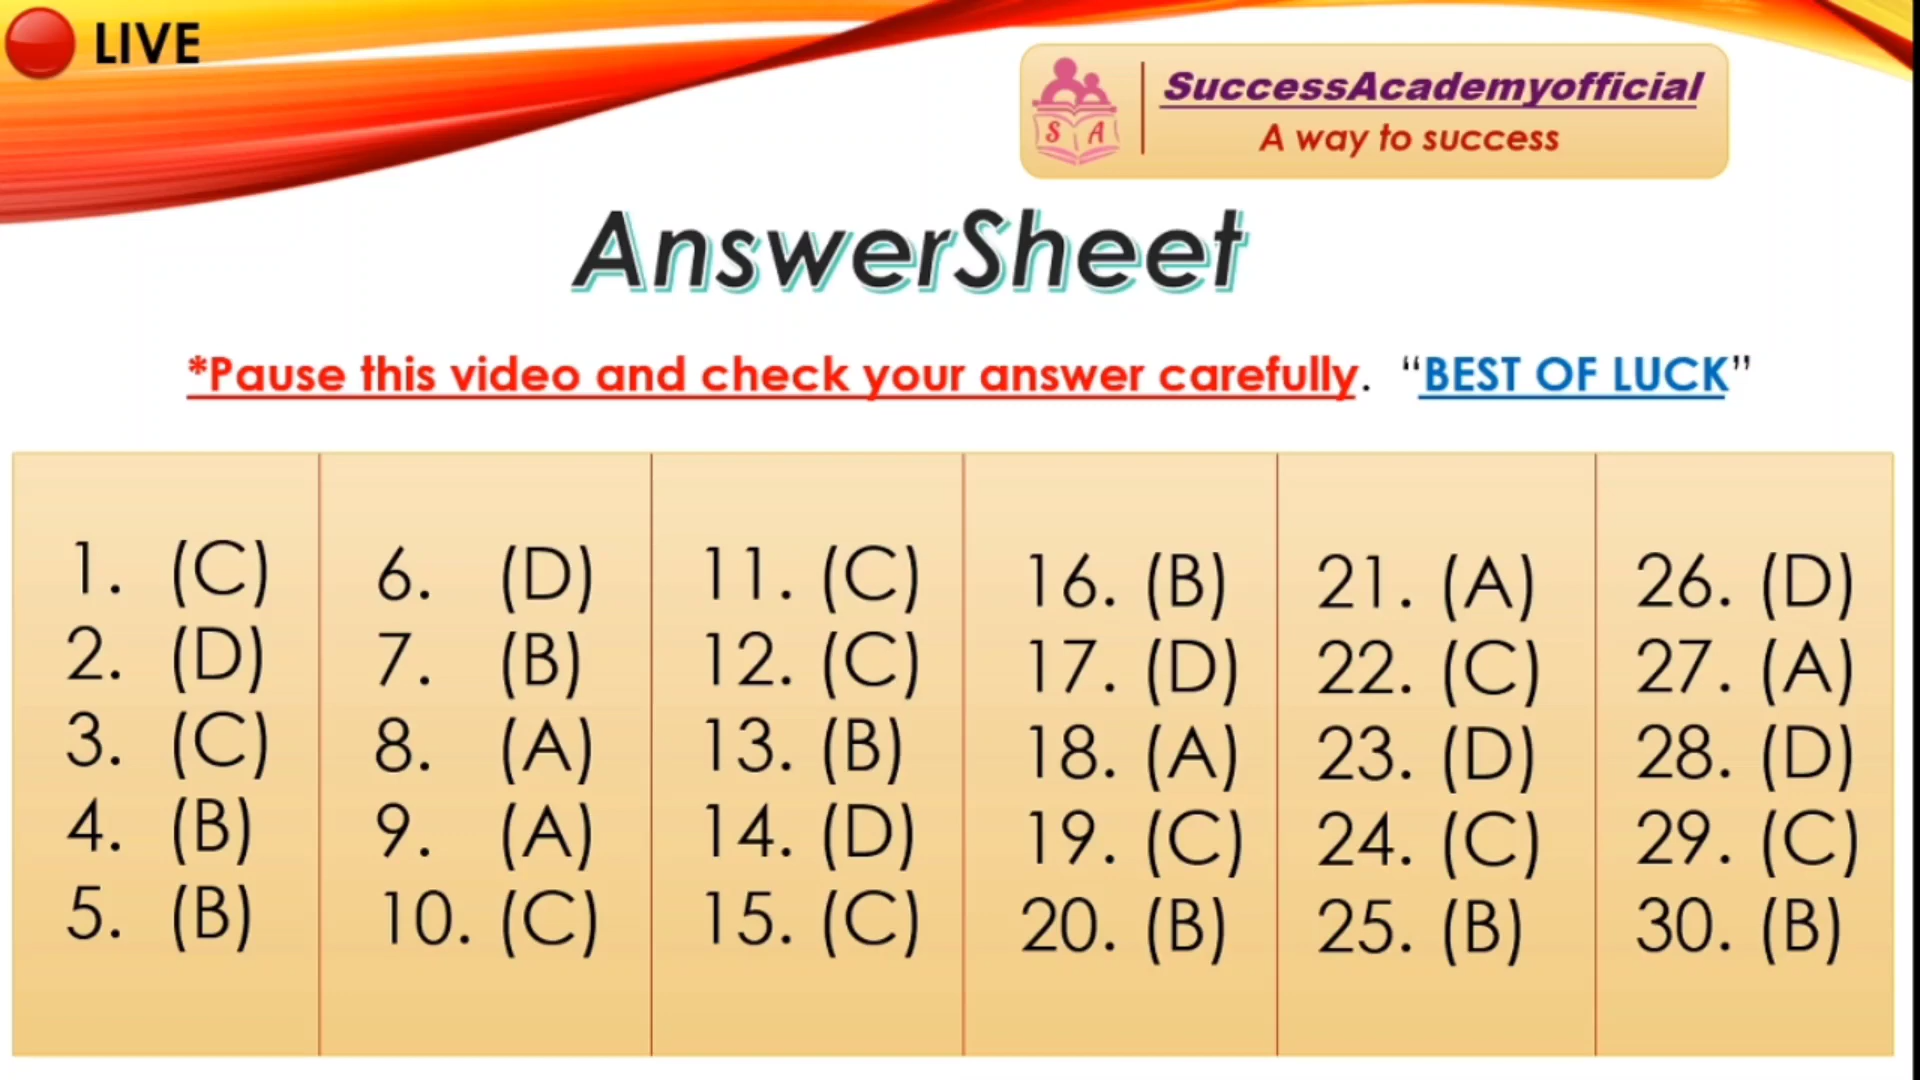 LIVE
SuccessAcademyofficial
S A
A way to success
AnswerSheet
*Pause this video and check your answer carefully. “BEST OF LUCK”
1. (C)
2. (D)
3. (C)
4. (B)
5. (B)
6. (D)
7. (B)
8. (A)
9. (A)
10. (C)
11. (C)
12. (C)
13. (B)
14. (D)
15. (C)
16. (B)
17. (D)
18. (A)
19. (C)
20. (B)
21. (A)
22. (C)
23. (D)
24. (C)
25. (B)
26. (D)
27. (A)
28. (D)
29. (C)
30. (B)